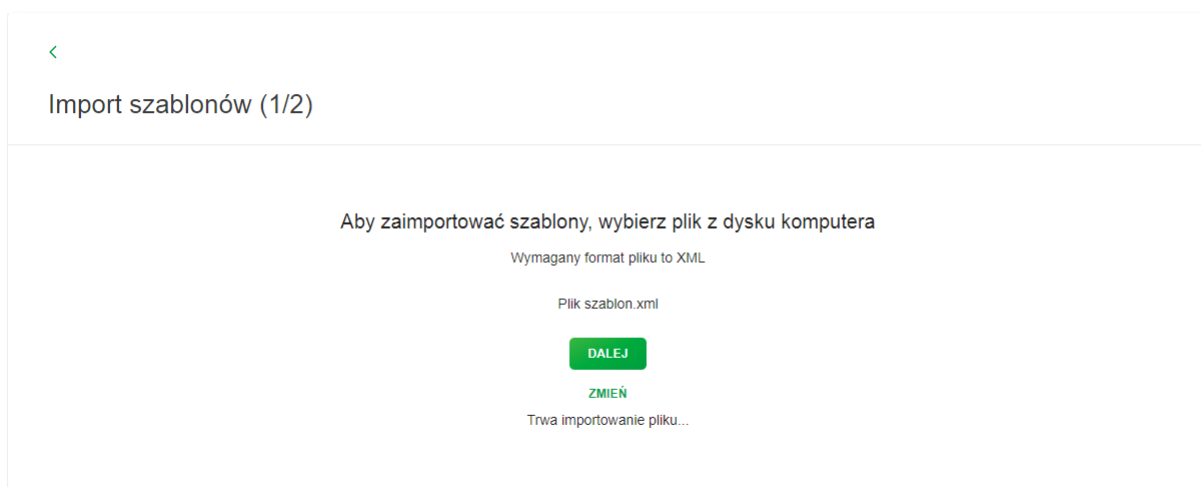 Import szablonów (1/2)
Aby zaimportować szablony, wybierz plik z dysku komputera
Wymagany format pliku to XML
Plik szablon.xml
DALEJ
ZMIEŃ
Trwa importowanie pliku...